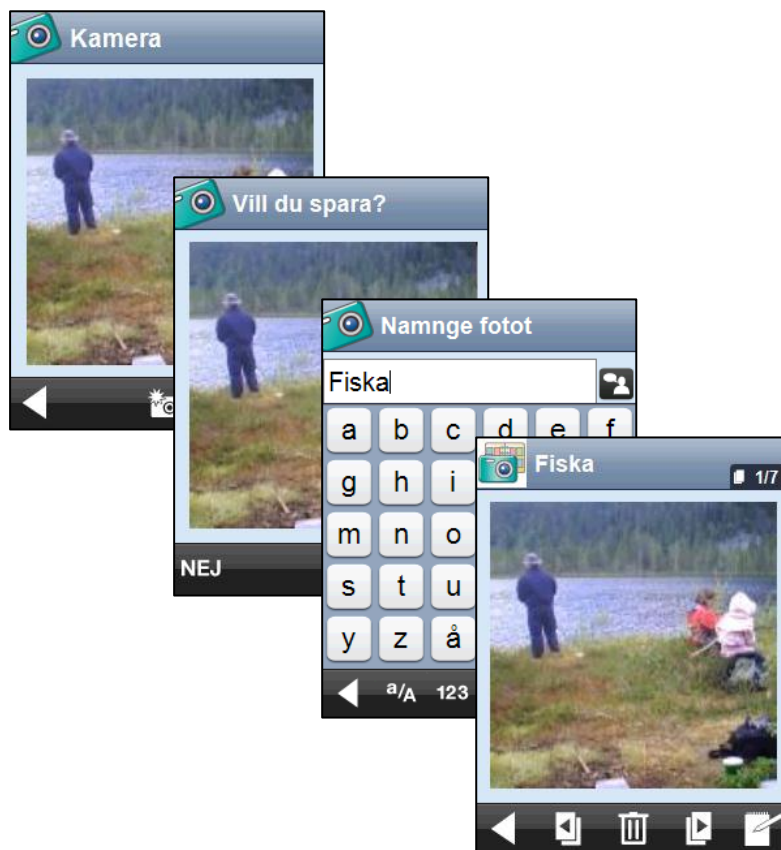 Kamera
Vill du spara?
NEJ
Namnge fotot
Fiska
a b c d e f
g h i
m n o
s t u
y z å
a/A 123
Fiska
1/7